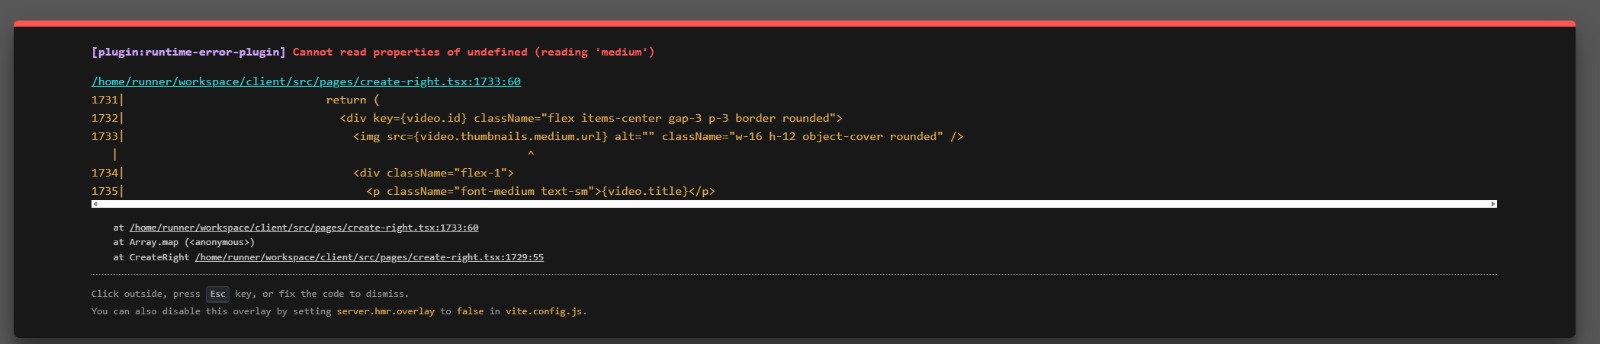 [plugin:runtime-error-plugin] Cannot read properties of undefined (reading 'medium')
/home/runner/workspace/client/src/pages/create-right.tsx:1733:60
1731|                              return (
1732|                                <div key={video.id} className="flex items-center gap-3 p-3 border rounded">
1733|                                  <img src={video.thumbnails.medium.url} alt="" className="w-16 h-12 object-cover rounded" />
    |                                                            ^
1734|                                  <div className="flex-1">
1735|                                    <p className="font-medium text-sm">{video.title}</p>
at /home/runner/workspace/client/src/pages/create-right.tsx:1733:60
at Array.map (<anonymous>)
at CreateRight /home/runner/workspace/client/src/pages/create-right.tsx:1729:55
Click outside, press Esc key, or fix the code to dismiss.
You can also disable this overlay by setting server.hmr.overlay to false in vite.config.js.